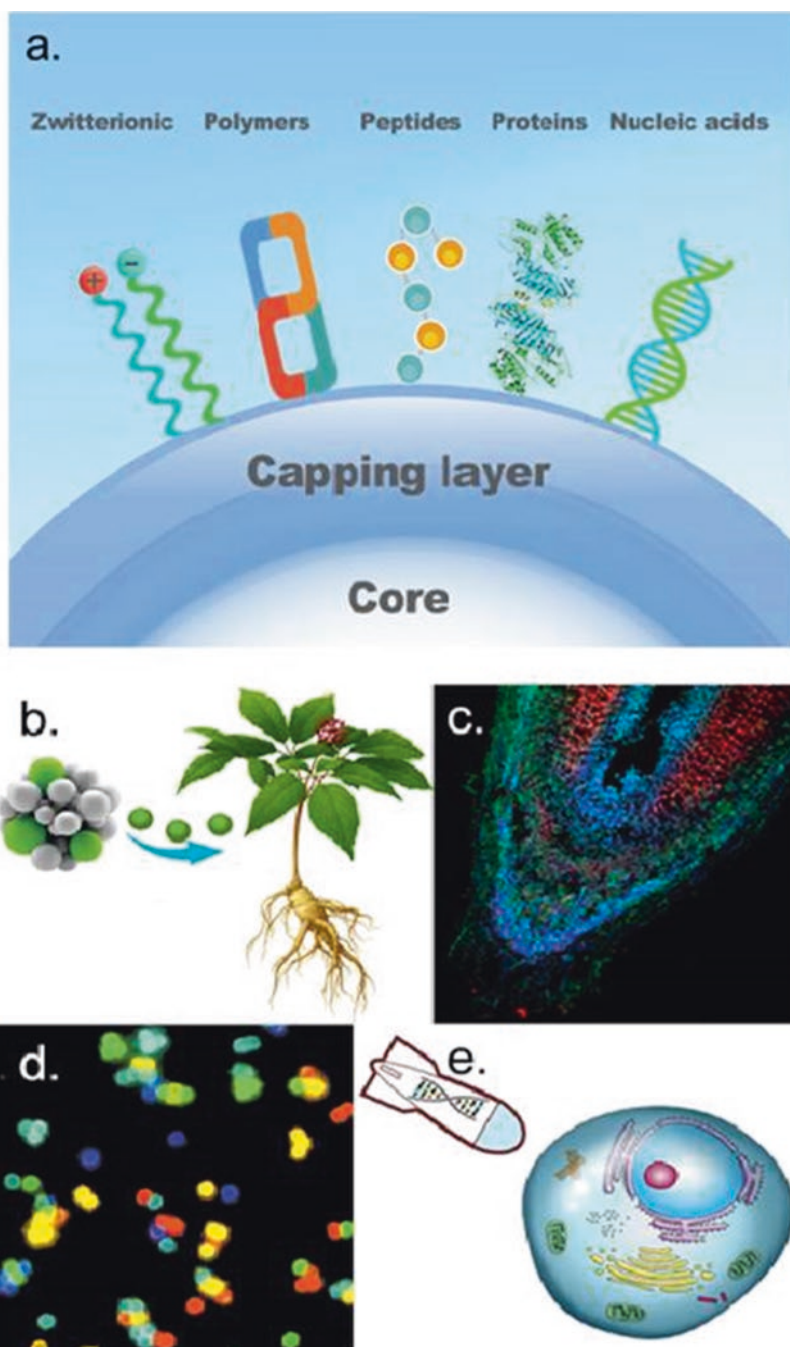 a.
Zwitterionic Polymers Peptides Proteins Nucleic acids
+ −
Capping layer
Core
b.
c.
d.
e.